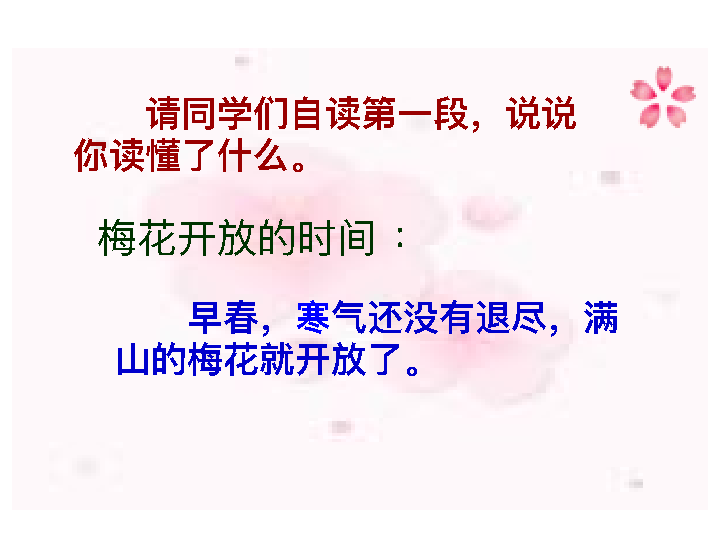 请同学们自读第一段，说说
你读懂了什么。
梅花开放的时间：
早春，寒气还没有退尽，满
山的梅花就开放了。